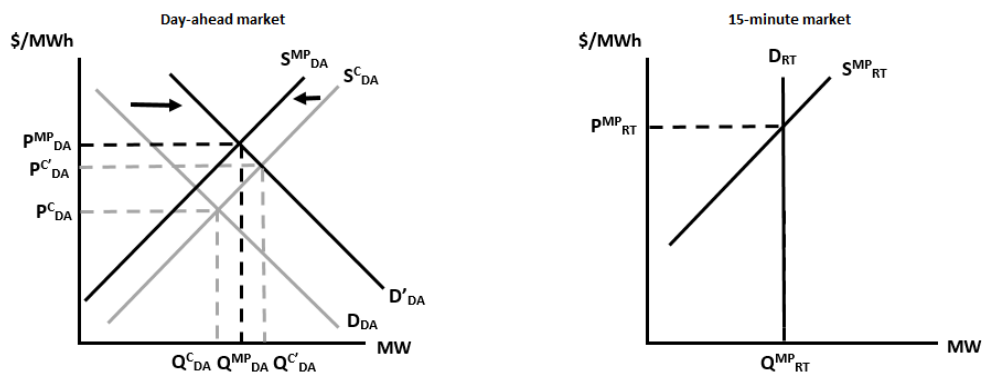 Day-ahead market
$/MWh
S^MP_DA
S^C_DA
P^MP_DA
P^C'_DA
P^C_DA
D'_DA
D_DA
MW
Q^C_DA Q^MP_DA Q^C'_DA
15-minute market
$/MWh
D_RT
S^MP_RT
P^MP_RT
MW
Q^MP_RT